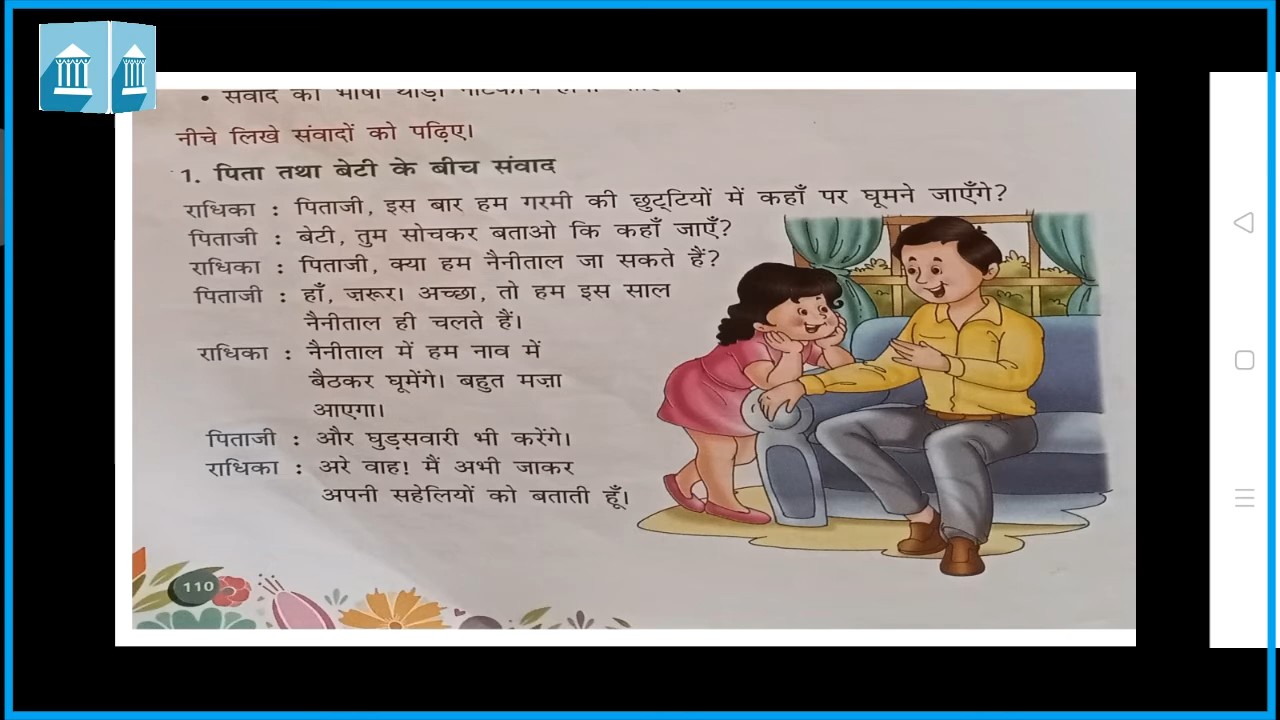 • संवाद की भाषा थोड़ी
नीचे लिखे संवादों को पढ़िए।
1. पिता तथा बेटी के बीच संवाद
राधिका : पिताजी, इस बार हम गरमी की छुट्‌टियों में कहाँ पर घूमने जाएँगे?
पिताजी : बेटी, तुम सोचकर बताओ कि कहाँ जाएँ?
राधिका : पिताजी, क्या हम नैनीताल जा सकते हैं?
पिताजी : हाँ, ज़रूर। अच्छा, तो हम इस साल
नैनीताल ही चलते हैं।
राधिका : नैनीताल में हम नाव में
बैठकर घूमेंगे। बहुत मज़ा
आएगा।
पिताजी : और घुड़सवारी भी करेंगे।
राधिका : अरे वाह! मैं अभी जाकर
अपनी सहेलियों को बताती हूँ।
110